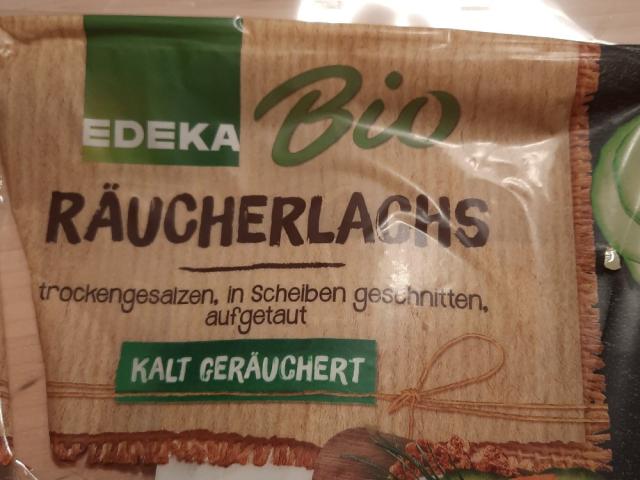 EDEKA
Bio
RÄUCHERLACHS
trockengesalzen, in Scheiben geschnitten,
aufgetaut
KALT GERÄUCHERT